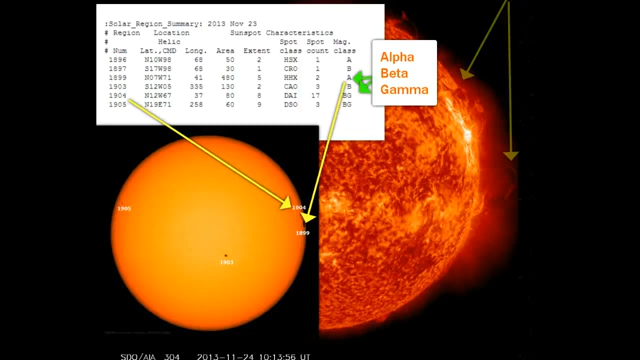 :Solar_Region_Summary: 2013 Nov 23
# Region Location Sunspot Characteristics
# Helio Spot Spot Mag.
# Num Lat.,CMD Long. Area Extent class count class
1896 N10W98 68 50 2 HSX 1 A
1897 S17W98 68 30 1 CRO 1 B
1899 N07W71 41 480 5 HHX 2 A
1903 S12W05 335 130 2 CAO 3 B
1904 N12W67 37 80 8 DAI 17 BG
1905 N19E71 258 60 9 DSO 3 BG
Alpha
Beta
Gamma
1905
1904
1899
1903
SDO/AIA 304 2013-11-24 10:13:56 UT